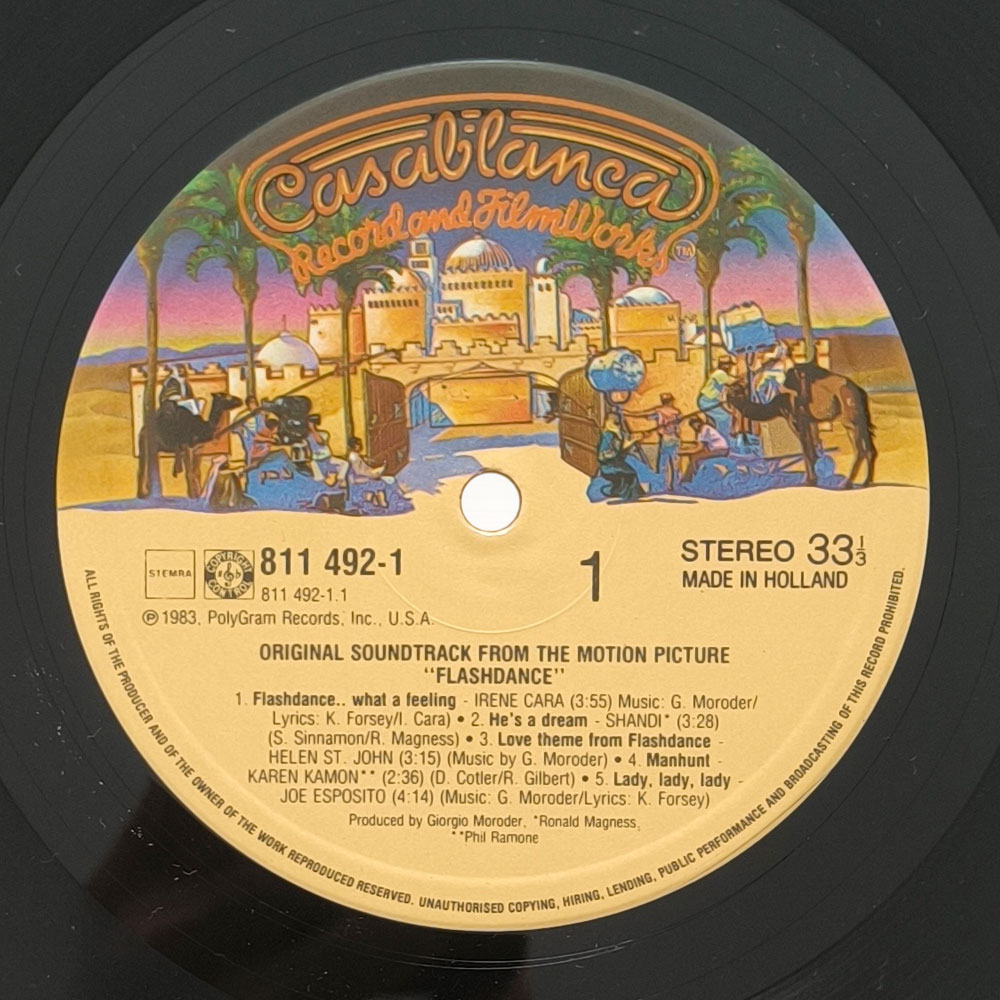 Casablanca
Record and FilmWorks TM
STEMRA
COPYRIGHT CONTROL
811 492-1
811 492-1.1
1
STEREO 33 1/3
MADE IN HOLLAND
℗ 1983, PolyGram Records, Inc., U.S.A.
ORIGINAL SOUNDTRACK FROM THE MOTION PICTURE
"FLASHDANCE"
1. Flashdance.. what a feeling - IRENE CARA (3:55) Music: G. Moroder/
Lyrics: K. Forsey/I. Cara) • 2. He's a dream - SHANDI* (3:28)
(S. Sinnamon/R. Magness) • 3. Love theme from Flashdance -
HELEN ST. JOHN (3:15) (Music by G. Moroder) • 4. Manhunt -
KAREN KAMON** (2:36) (D. Cotler/R. Gilbert) • 5. Lady, lady, lady -
JOE ESPOSITO (4:14) (Music: G. Moroder/Lyrics: K. Forsey)
Produced by Giorgio Moroder, *Ronald Magness,
**Phil Ramone
ALL RIGHTS OF THE PRODUCER AND OF THE OWNER OF THE WORK REPRODUCED RESERVED. UNAUTHORISED COPYING, HIRING, LENDING, PUBLIC PERFORMANCE AND BROADCASTING OF THIS RECORD PROHIBITED.